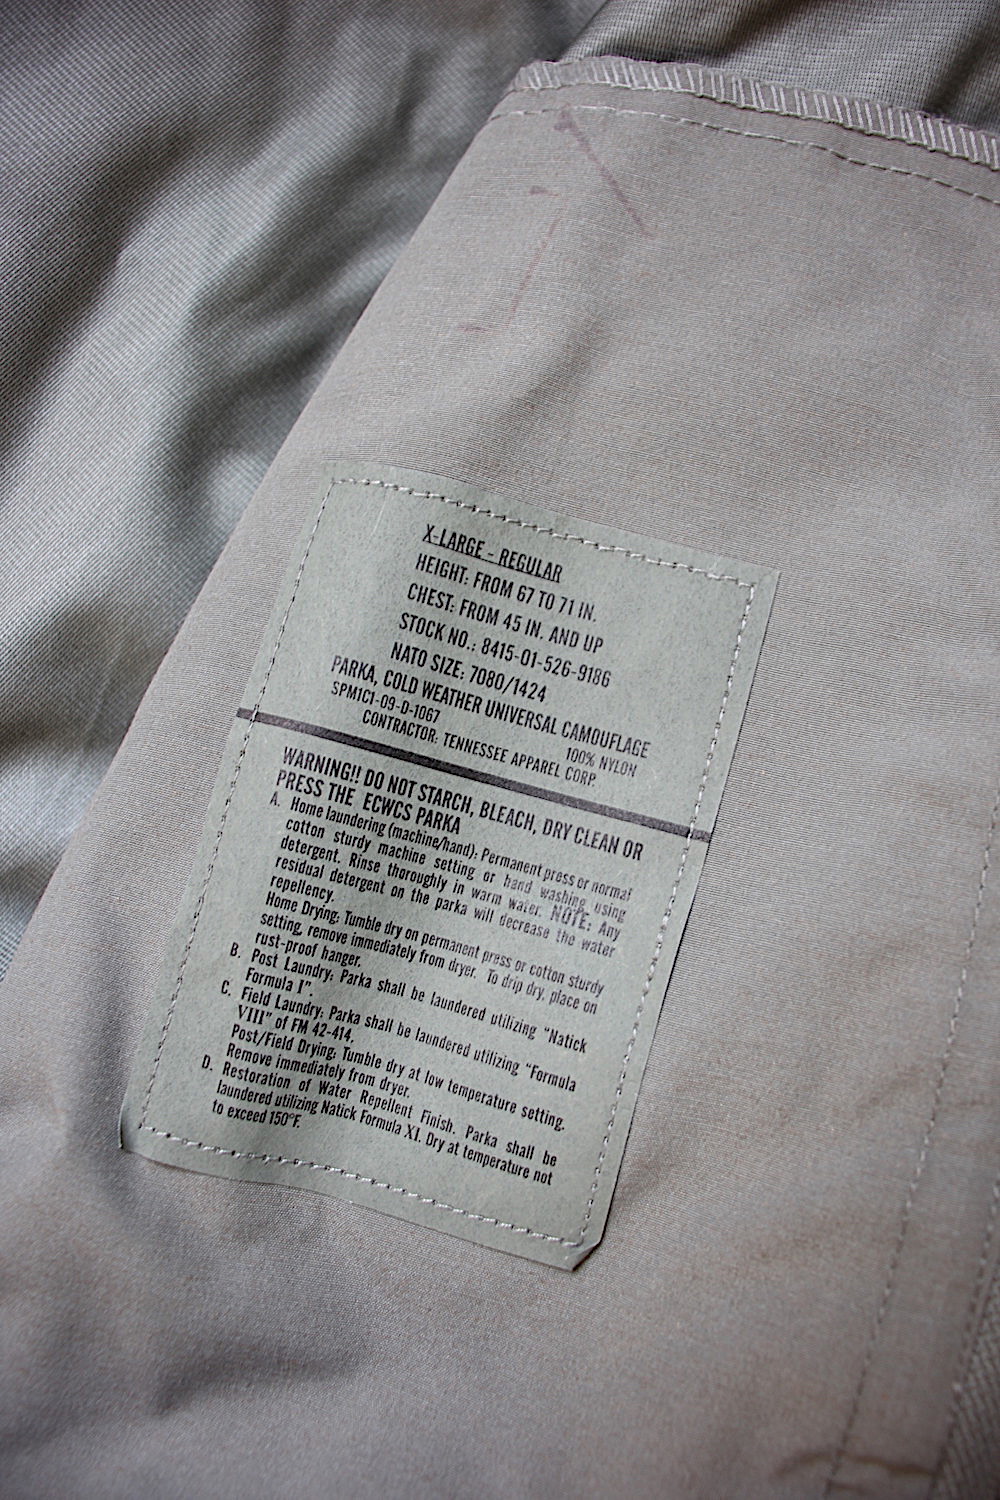 X-LARGE - REGULAR
HEIGHT: FROM 67 TO 71 IN.
CHEST: FROM 45 IN. AND UP
STOCK NO.: 8415-01-526-9186
NATO SIZE: 7080/1424
PARKA, COLD WEATHER UNIVERSAL CAMOUFLAGE
SPM1C1-09-D-1067
100% NYLON
CONTRACTOR: TENNESSEE APPAREL CORP.
WARNING!! DO NOT STARCH, BLEACH, DRY CLEAN OR
PRESS THE ECWCS PARKA
A. Home laundering (machine/hand): Permanent press or normal
cotton sturdy machine setting or hand washing, using
detergent. Rinse thoroughly in warm water. NOTE: Any
residual detergent on the parka will decrease the water
repellency.
Home Drying: Tumble dry on permanent press or cotton sturdy
setting, remove immediately from dryer. To drip dry, place on
rust-proof hanger.
B. Post Laundry: Parka shall be laundered utilizing "Natick
Formula I".
C. Field Laundry: Parka shall be laundered utilizing "Formula
VIII" of FM 42-414.
Post/Field Drying: Tumble dry at low temperature setting.
Remove immediately from dryer.
D. Restoration of Water Repellent Finish. Parka shall be
laundered utilizing Natick Formula XI. Dry at temperature not
to exceed 150°F.